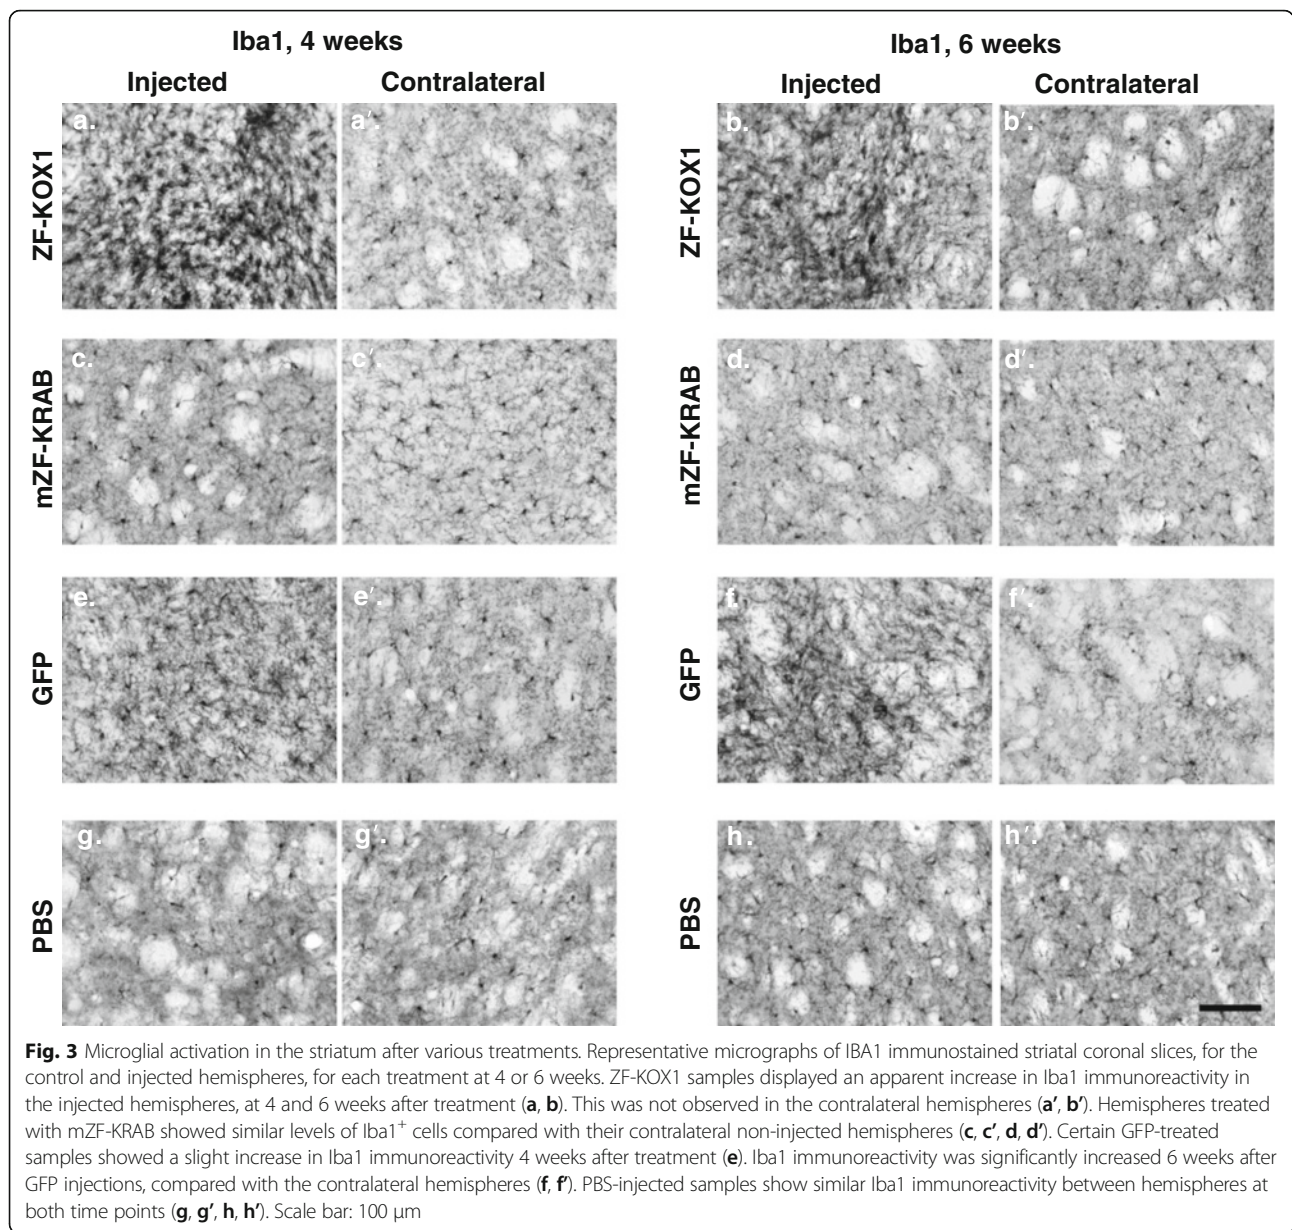 Iba1, 4 weeks
Iba1, 6 weeks
Injected
Contralateral
Injected
Contralateral
ZF-KOX1
a.
a′.
ZF-KOX1
b.
b′.
mZF-KRAB
c.
c′.
mZF-KRAB
d.
d′.
GFP
e.
e′.
GFP
f.
f′.
PBS
g.
g′.
PBS
h.
h′.
Fig. 3 Microglial activation in the striatum after various treatments. Representative micrographs of IBA1 immunostained striatal coronal slices, for the
control and injected hemispheres, for each treatment at 4 or 6 weeks. ZF-KOX1 samples displayed an apparent increase in Iba1 immunoreactivity in
the injected hemispheres, at 4 and 6 weeks after treatment (a, b). This was not observed in the contralateral hemispheres (a′, b′). Hemispheres treated
with mZF-KRAB showed similar levels of Iba1⁺ cells compared with their contralateral non-injected hemispheres (c, c′, d, d′). Certain GFP-treated
samples showed a slight increase in Iba1 immunoreactivity 4 weeks after treatment (e). Iba1 immunoreactivity was significantly increased 6 weeks after
GFP injections, compared with the contralateral hemispheres (f, f′). PBS-injected samples show similar Iba1 immunoreactivity between hemispheres at
both time points (g, g′, h, h′). Scale bar: 100 μm